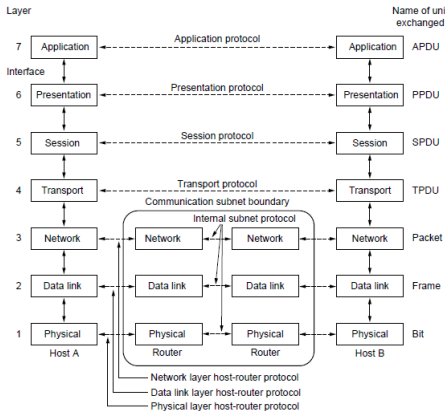 Layer
Name of uni
exchanged
Application protocol
7 Application Application APDU
Interface
Presentation protocol
6 Presentation Presentation PPDU
Session protocol
5 Session Session SPDU
Transport protocol
4 Transport Transport TPDU
Communication subnet boundary
Internal subnet protocol
3 Network Network Network Network Packet
2 Data link Data link Data link Data link Frame
1 Physical Physical Physical Physical Bit
Host A Router Router Host B
Network layer host-router protocol
Data link layer host-router protocol
Physical layer host-router protocol